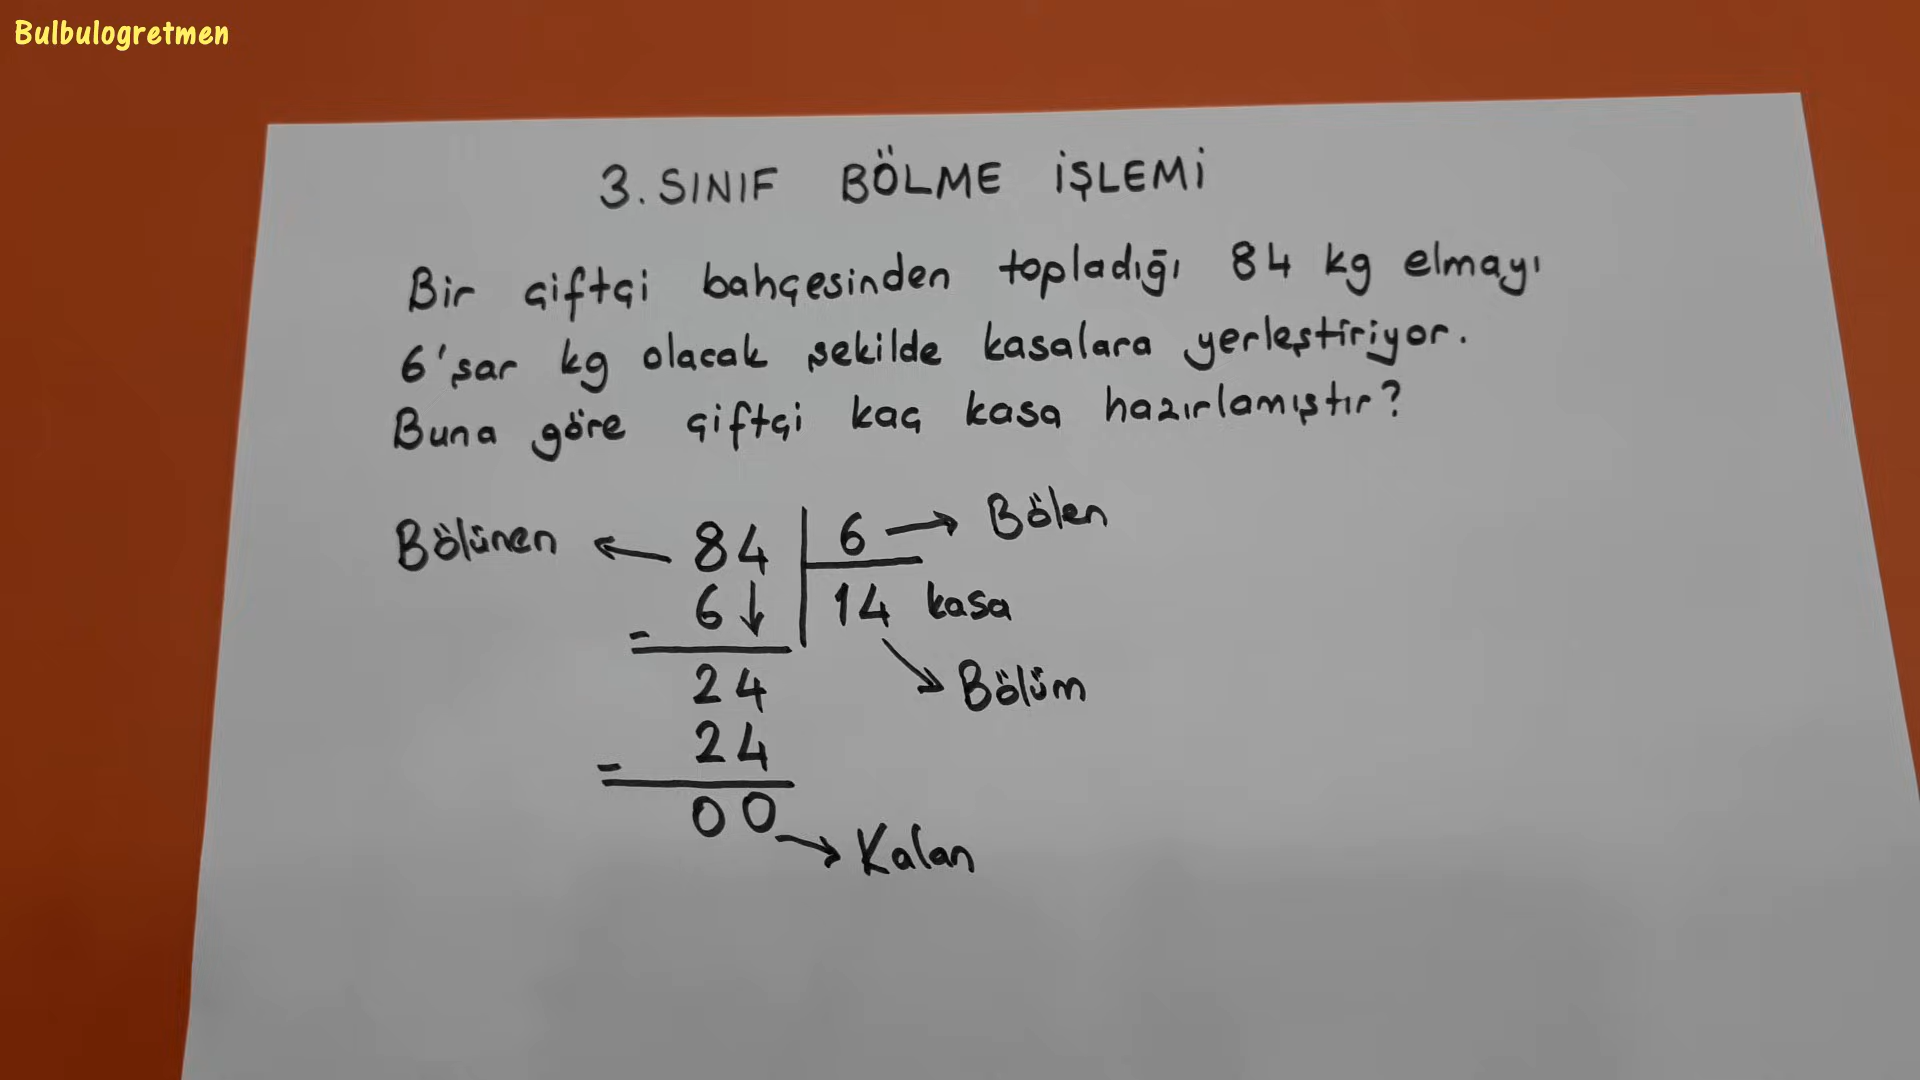 Bulbulogretmen
3. SINIF BÖLME İŞLEMİ
Bir çiftçi bahçesinden topladığı 84 kg elmayı
6'şar kg olacak şekilde kasalara yerleştiriyor.
Buna göre çiftçi kaç kasa hazırlamıştır?
Bölünen ← 84 | 6 → Bölen
- 6 ↓ | 14 kasa
24 ↘ Bölüm
- 24
00 → Kalan